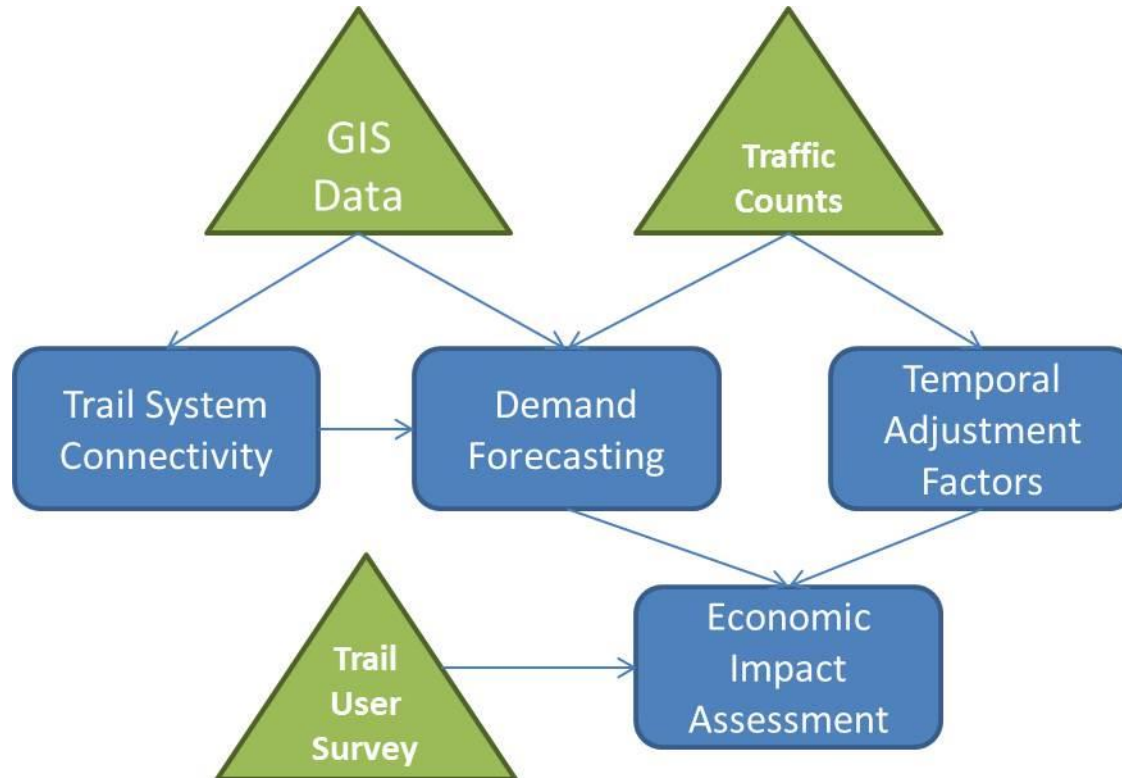 GIS
Data
Traffic
Counts
Trail System
Connectivity
Demand
Forecasting
Temporal
Adjustment
Factors
Trail
User
Survey
Economic
Impact
Assessment